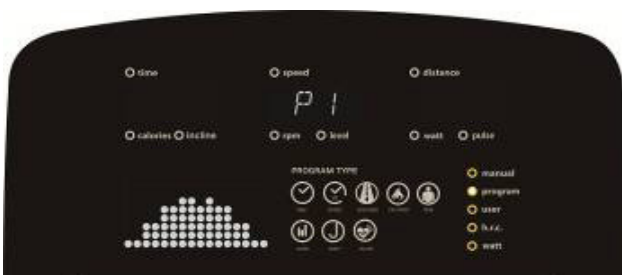 time speed distance
P1
calories incline rpm level watt pulse
PROGRAM TYPE
manual
program
user
h.r.c.
watt